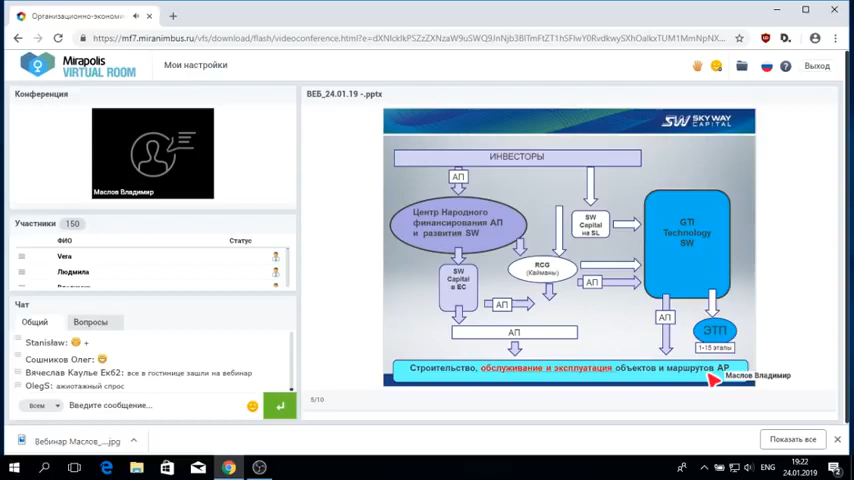 Организационно-эконом
https://mf7.miranimbus.ru/vfs/download/flash/videoconference.html?e=
Mirapolis
VIRTUAL ROOM
Мои настройки
Выход
Конференция
Маслов Владимир
Участники 150
ФИО Статус
Vera
Людмила
Чат
Общий Вопросы
Stanisław: +
Сошников Олег:
Вячеслав Каулье Екб2: все в гостинице зашли на вебинар
OlegS: ажиотажный спрос
Всем Введите сообщение...
ВЕБ_24.01.19 -.pptx
SW SKY WAY
CAPITAL
ИНВЕСТОРЫ
АП
Центр Народного
финансирования АП
и развития SW
SW
Capital
на SL
GTI
Technology
SW
RCG
(Кайманы)
АП
SW
Capital
в ЕС
АП
АП
АП
ЭТП
1-15 этапы
Строительство, обслуживание и эксплуатация объектов и маршрутов АР
Маслов Владимир
5/10
Вебинар Маслов_....jpg
Показать все
ENG
19:22
24.01.2019
2